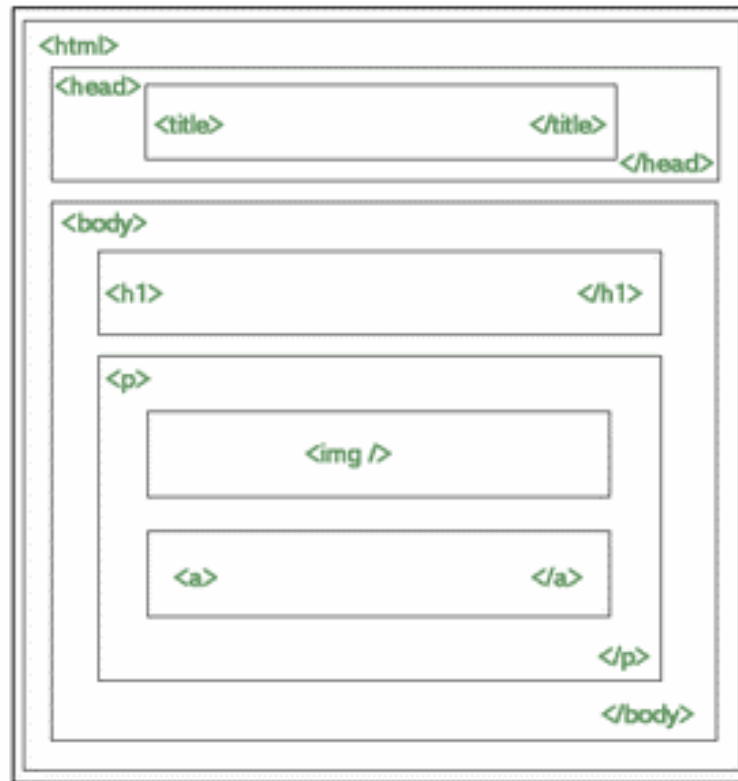 <html>
<head>
<title> </title>
</head>
<body>
<h1> </h1>
<p>
<img />
<a> </a>
</p>
</body>